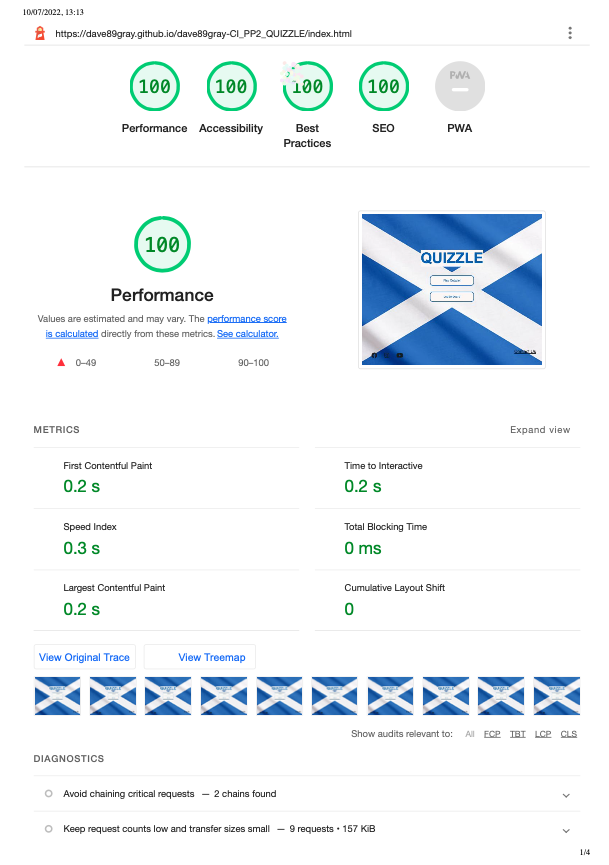 10/07/2022, 13:13
https://dave89gray.github.io/dave89gray-CI_PP2_QUIZZLE/index.html
100 100 100 100 PWA
Performance Accessibility Best Practices SEO PWA
100
Performance
Values are estimated and may vary. The performance score
is calculated directly from these metrics. See calculator.
0–49 50–89 90–100
QUIZZLE
METRICS
Expand view
First Contentful Paint
0.2 s
Time to Interactive
0.2 s
Speed Index
0.3 s
Total Blocking Time
0 ms
Largest Contentful Paint
0.2 s
Cumulative Layout Shift
0
View Original Trace
View Treemap
Show audits relevant to: All FCP TBT LCP CLS
DIAGNOSTICS
Avoid chaining critical requests — 2 chains found
Keep request counts low and transfer sizes small — 9 requests • 157 KiB
1/4